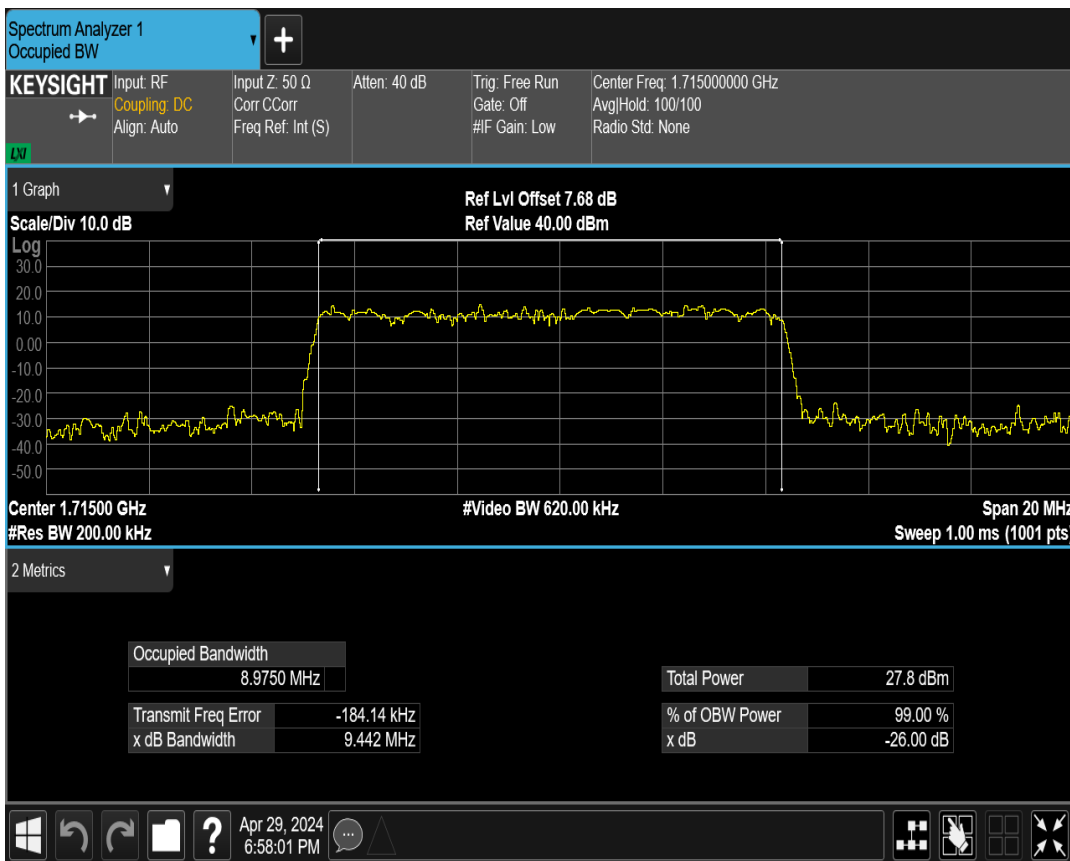 Spectrum Analyzer 1
Occupied BW
+
KEYSIGHT
LXI
Input: RF
Coupling: DC
Align: Auto
Input Z: 50 Ω
Corr CCorr
Freq Ref: Int (S)
Atten: 40 dB
Trig: Free Run
Gate: Off
#IF Gain: Low
Center Freq: 1.715000000 GHz
Avg|Hold: 100/100
Radio Std: None
1 Graph
Scale/Div 10.0 dB
Ref Lvl Offset 7.68 dB
Ref Value 40.00 dBm
Log
30.0
20.0
10.0
0.00
-10.0
-20.0
-30.0
-40.0
-50.0
Center 1.71500 GHz
#Video BW 620.00 kHz
Span 20 MHz
#Res BW 200.00 kHz
Sweep 1.00 ms (1001 pts)
2 Metrics
Occupied Bandwidth
8.9750 MHz
Total Power 27.8 dBm
Transmit Freq Error -184.14 kHz
% of OBW Power 99.00 %
x dB Bandwidth 9.442 MHz
x dB -26.00 dB
?
Apr 29, 2024
6:58:01 PM